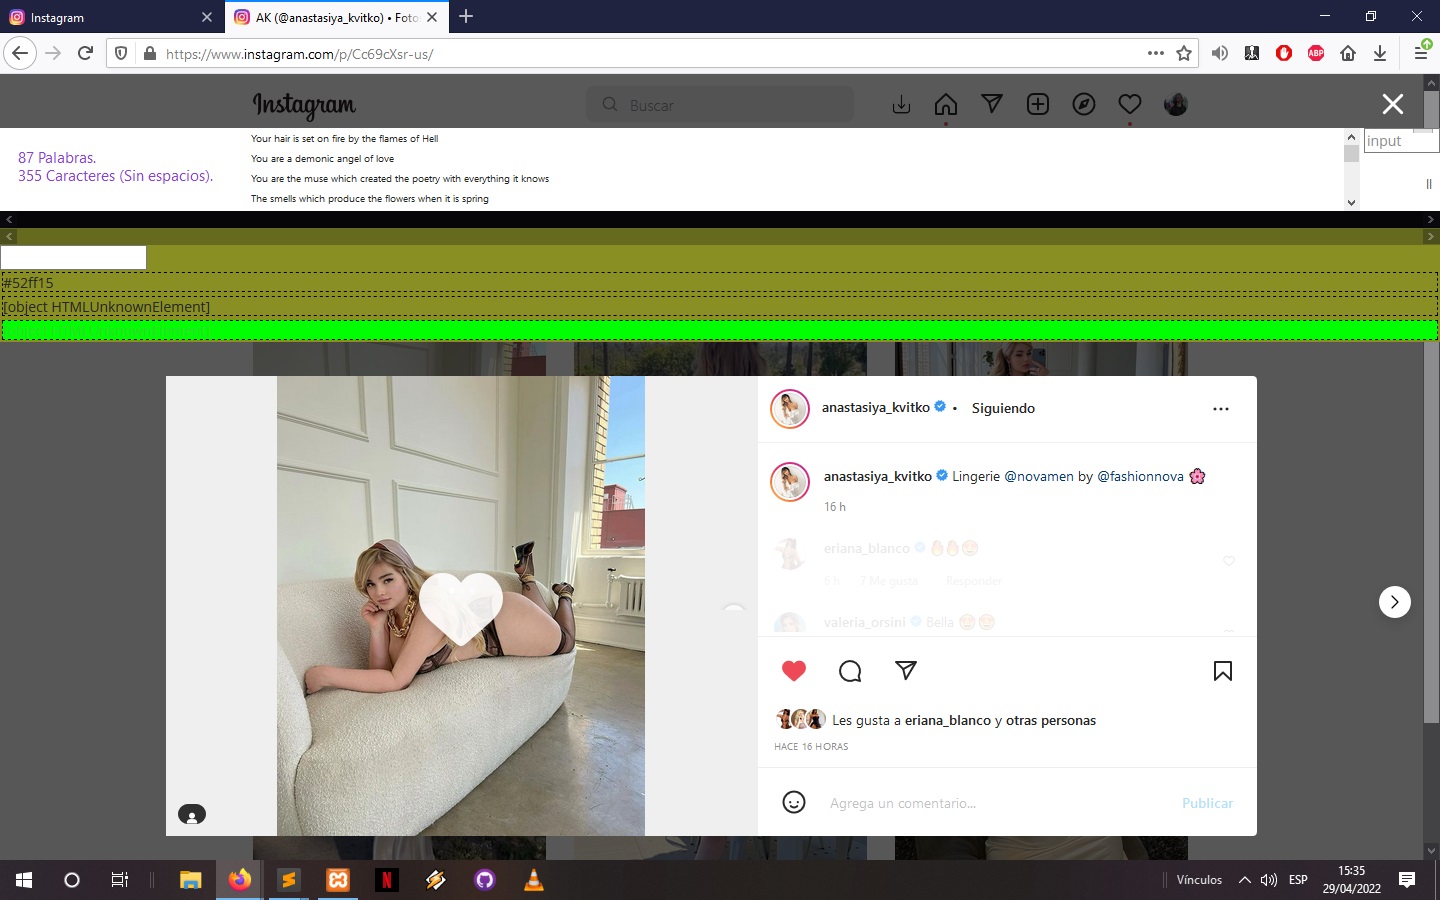 Instagram
AK (@anastasiya_kvitko) • Foto
https://www.instagram.com/p/Cc69cXsr-us/
ABP
Instagram
Buscar
87 Palabras.
355 Caracteres (Sin espacios).
Your hair is set on fire by the flames of Hell
You are a demonic angel of love
You are the muse which created the poetry with everything it knows
The smells which produce the flowers when it is spring
input
#52ff15
[object HTMLUnknownElement]
anastasiya_kvitko • Siguiendo
anastasiya_kvitko Lingerie @novamen by @fashionnova 🌸
16 h
eriana_blanco 🔥🔥😍
6 h 7 Me gusta Responder
valeria_orsini Bella 😍😍
Les gusta a eriana_blanco y otras personas
HACE 16 HORAS
Agrega un comentario... Publicar
Vínculos
ESP
15:35
29/04/2022